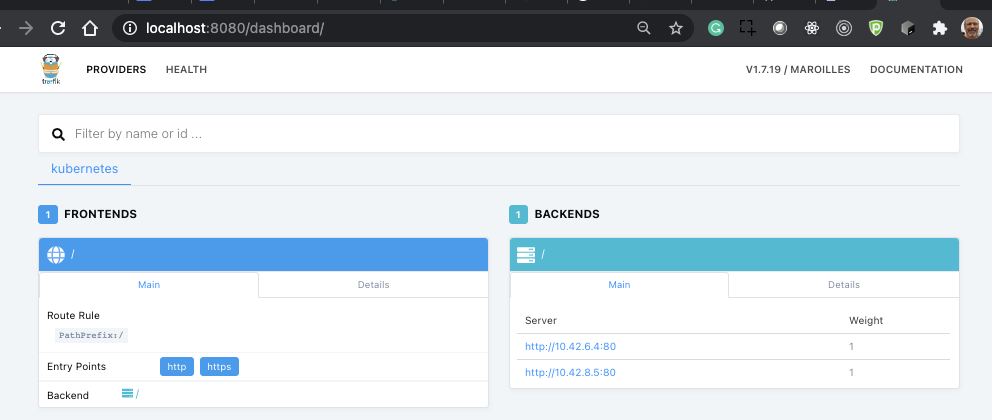 localhost:8080/dashboard/
træfik
PROVIDERS HEALTH V1.7.19 / MAROILLES DOCUMENTATION
Filter by name or id ...
kubernetes
1 FRONTENDS
/
Main Details
Route Rule
PathPrefix:/
Entry Points http https
Backend /
1 BACKENDS
/
Main Details
Server Weight
http://10.42.6.4:80 1
http://10.42.8.5:80 1